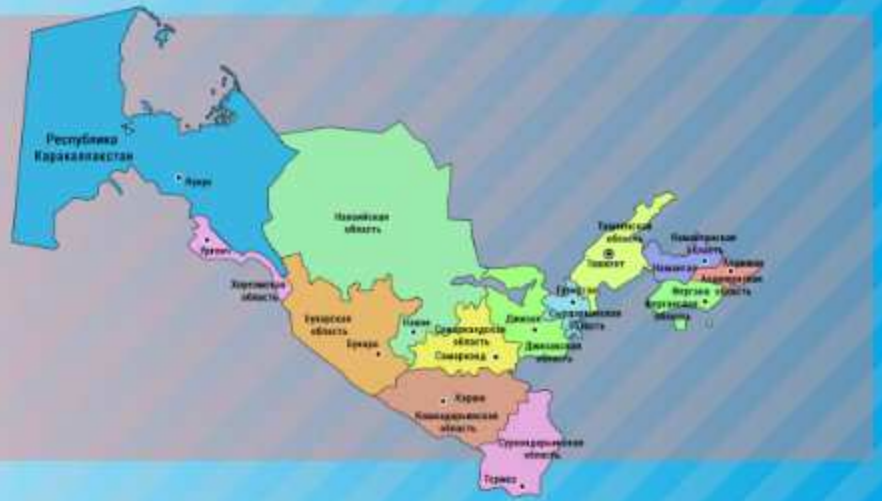 Республика
Каракалпакстан
Нукус
Ургенч
Хорезмская
область
Навоийская
область
Бухарская
область
Бухара
Навои
Самаркандская
область
Самарканд
Джизак
Джизакская
область
Гулистан
Сырдарьинская
область
Ташкентская
область
Ташкент
Наманганская
область
Наманган
Андижан
Андижанская
область
Фергана
Ферганская
область
Карши
Кашкадарьинская
область
Сурхандарьинская
область
Термез